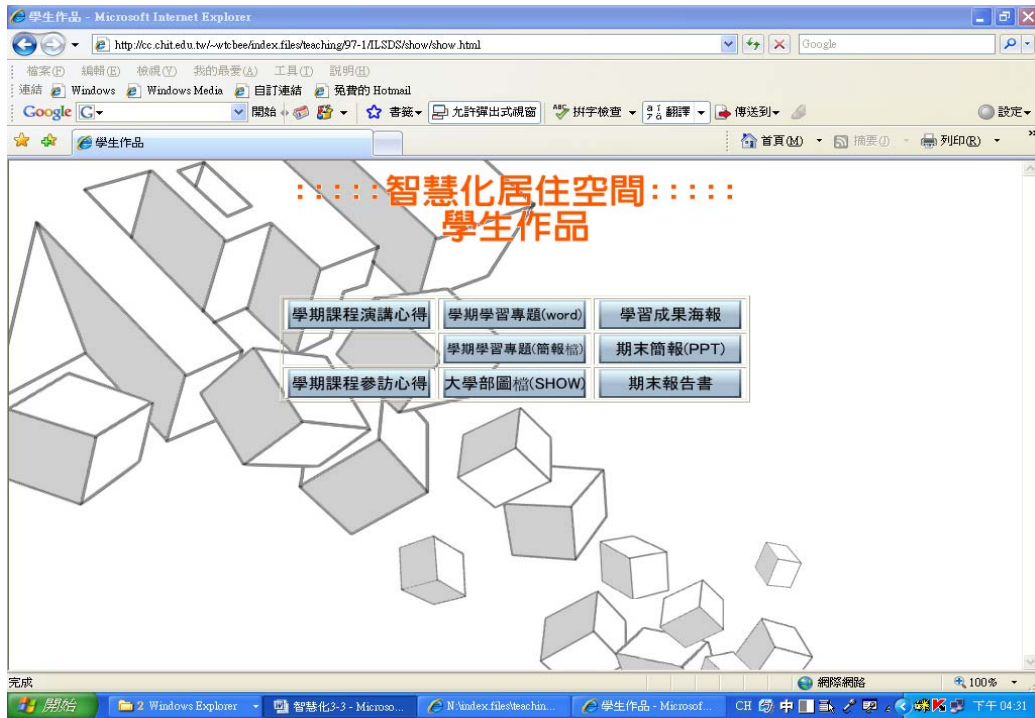 學生作品 - Microsoft Internet Explorer
http://cc.chit.edu.tw/~wtcbee/index.files/teaching/97-1/ILSDS/show/show.html
Google
檔案(F) 編輯(E) 檢視(V) 我的最愛(A) 工具(T) 說明(H)
連結 Windows Windows Media 自訂連結 免費的 Hotmail
Google G 開始 書籤 允許彈出式視窗 拼字檢查 翻譯 傳送到 設定
學生作品 首頁(M) 摘要(J) 列印(R) »
:::::智慧化居住空間:::::
學生作品
學期課程演講心得 學期學習專題(word) 學習成果海報
學期學習專題(簡報檔) 期末簡報(PPT)
學期課程參訪心得 大學部圖檔(SHOW) 期末報告書
完成 網際網路 100%
開始 2 Windows Explorer 智慧化3-3 - Microso... N:\index.files\teachin... 學生作品 - Microsof... CH 中 下午 04:31